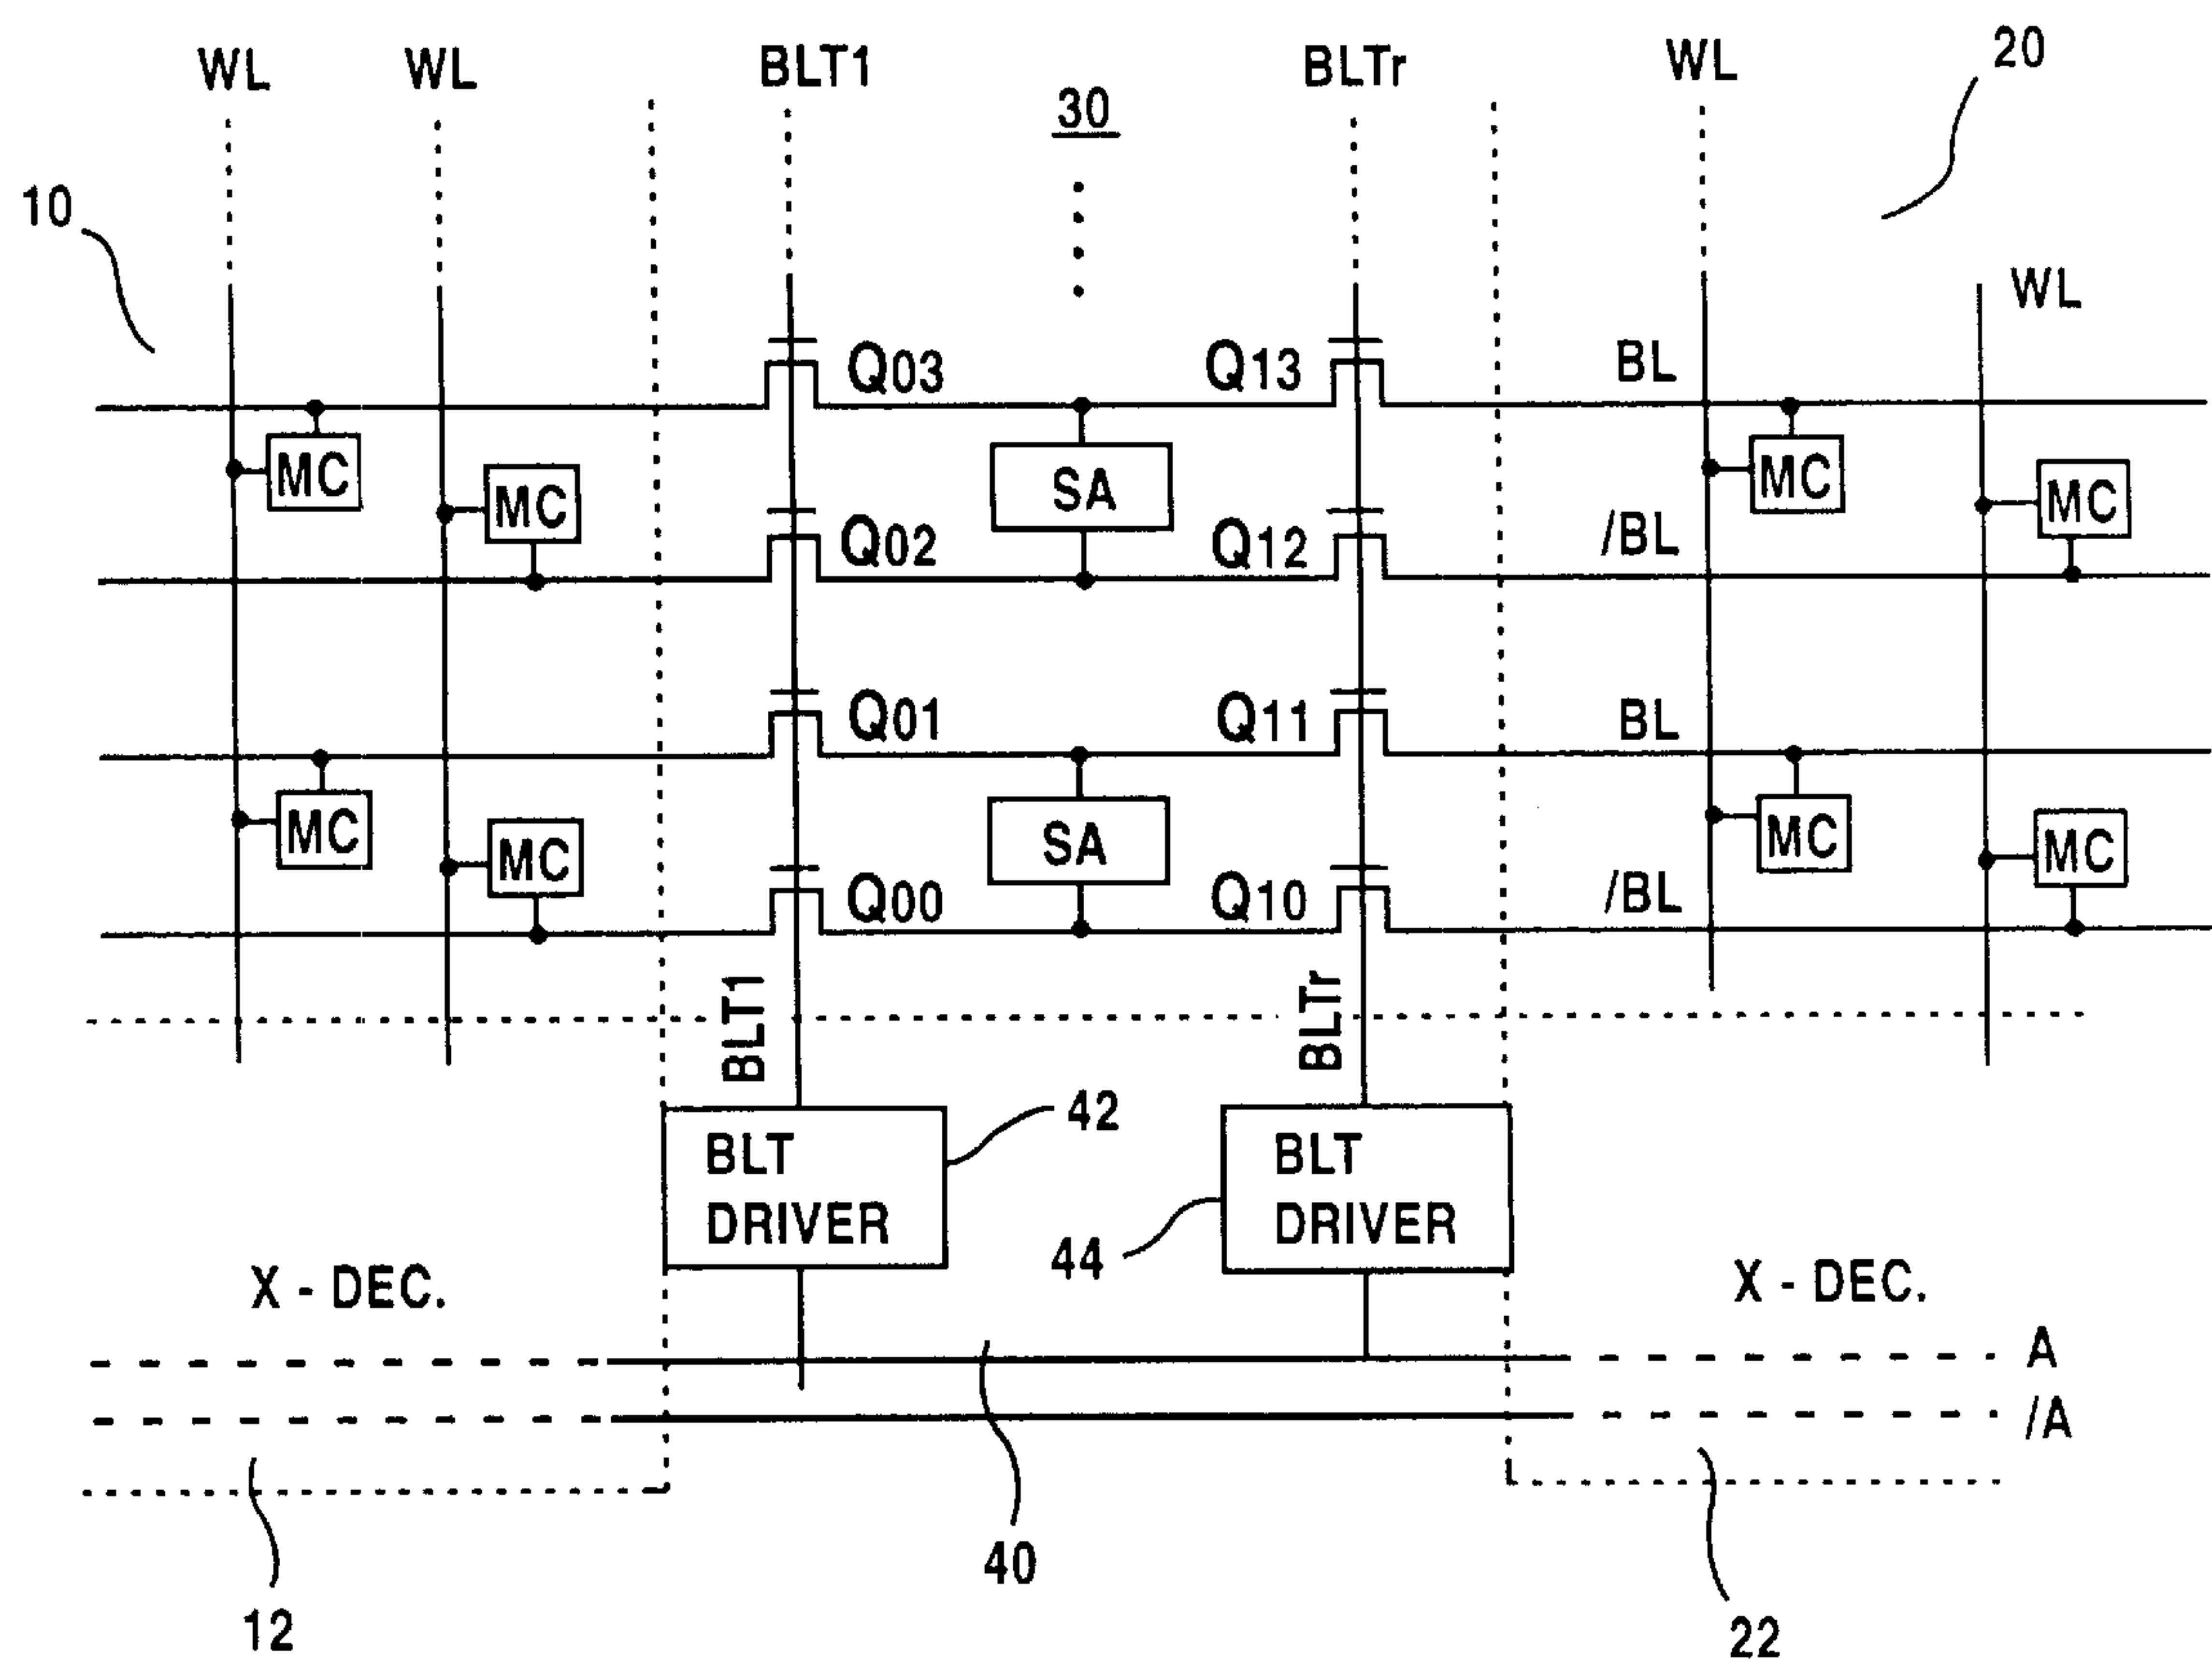 WL WL BLT1 BLTr WL 20
30
10
WL
Q03 Q13 BL
MC MC SA MC MC
Q02 Q12 /BL
Q01 Q11 BL
MC MC SA MC MC
Q00 Q10 /BL
BLT1 BLTr
42
BLT DRIVER
BLT DRIVER
44
X - DEC. X - DEC.
A
/A
40
12 22